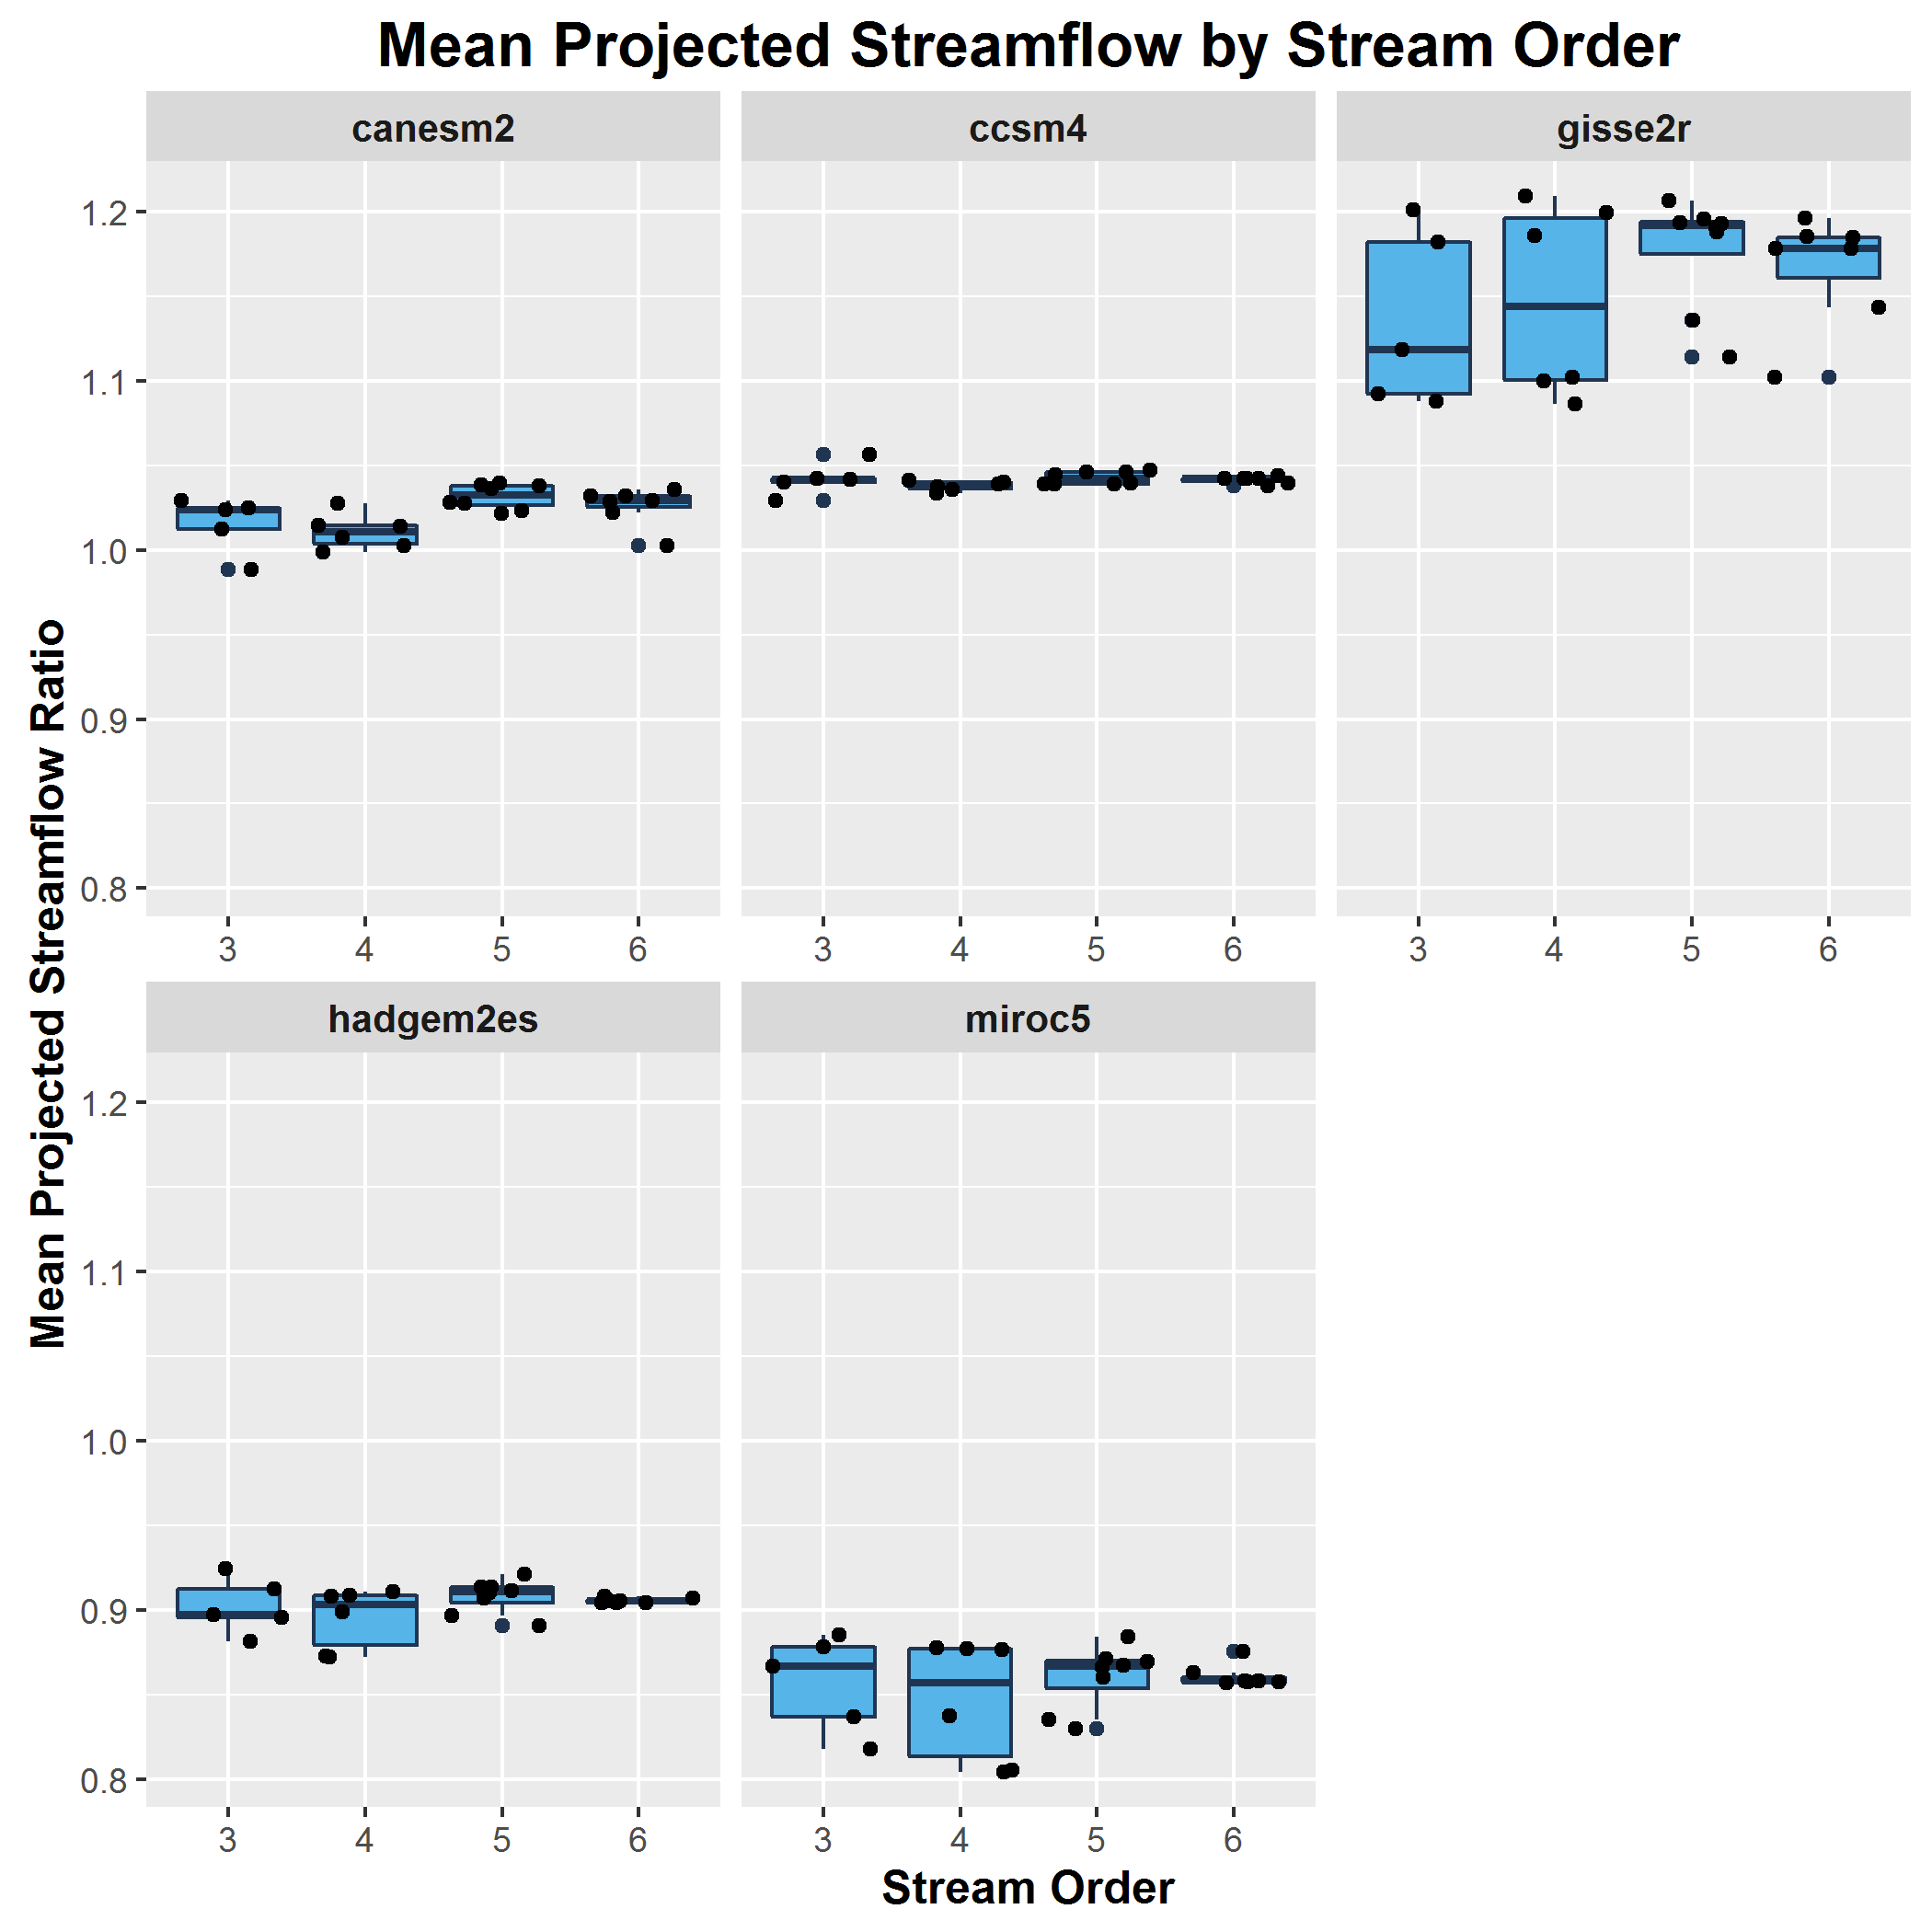 Mean Projected Streamflow by Stream Order
canesm2 ccsm4 gisse2r
Mean Projected Streamflow Ratio
1.2
1.1
1.0
0.9
0.8
3 4 5 6 3 4 5 6 3 4 5 6
hadgem2es miroc5
1.2
1.1
1.0
0.9
0.8
3 4 5 6 3 4 5 6
Stream Order